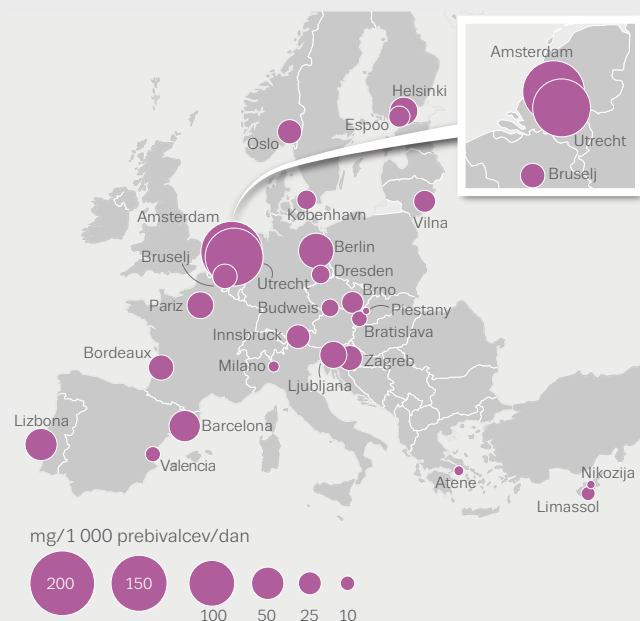 Amsterdam
Utrecht
Bruselj
Helsinki
Espoo
Oslo
København
Vilna
Amsterdam
Bruselj
Utrecht
Berlin
Dresden
Brno
Pariz
Budweis
Piestany
Bratislava
Innsbruck
Bordeaux
Milano
Zagreb
Ljubljana
Lizbona
Barcelona
Valencia
Atene
Nikozija
Limassol
mg/1 000 prebivalcev/dan
200 150
100 50 25 10